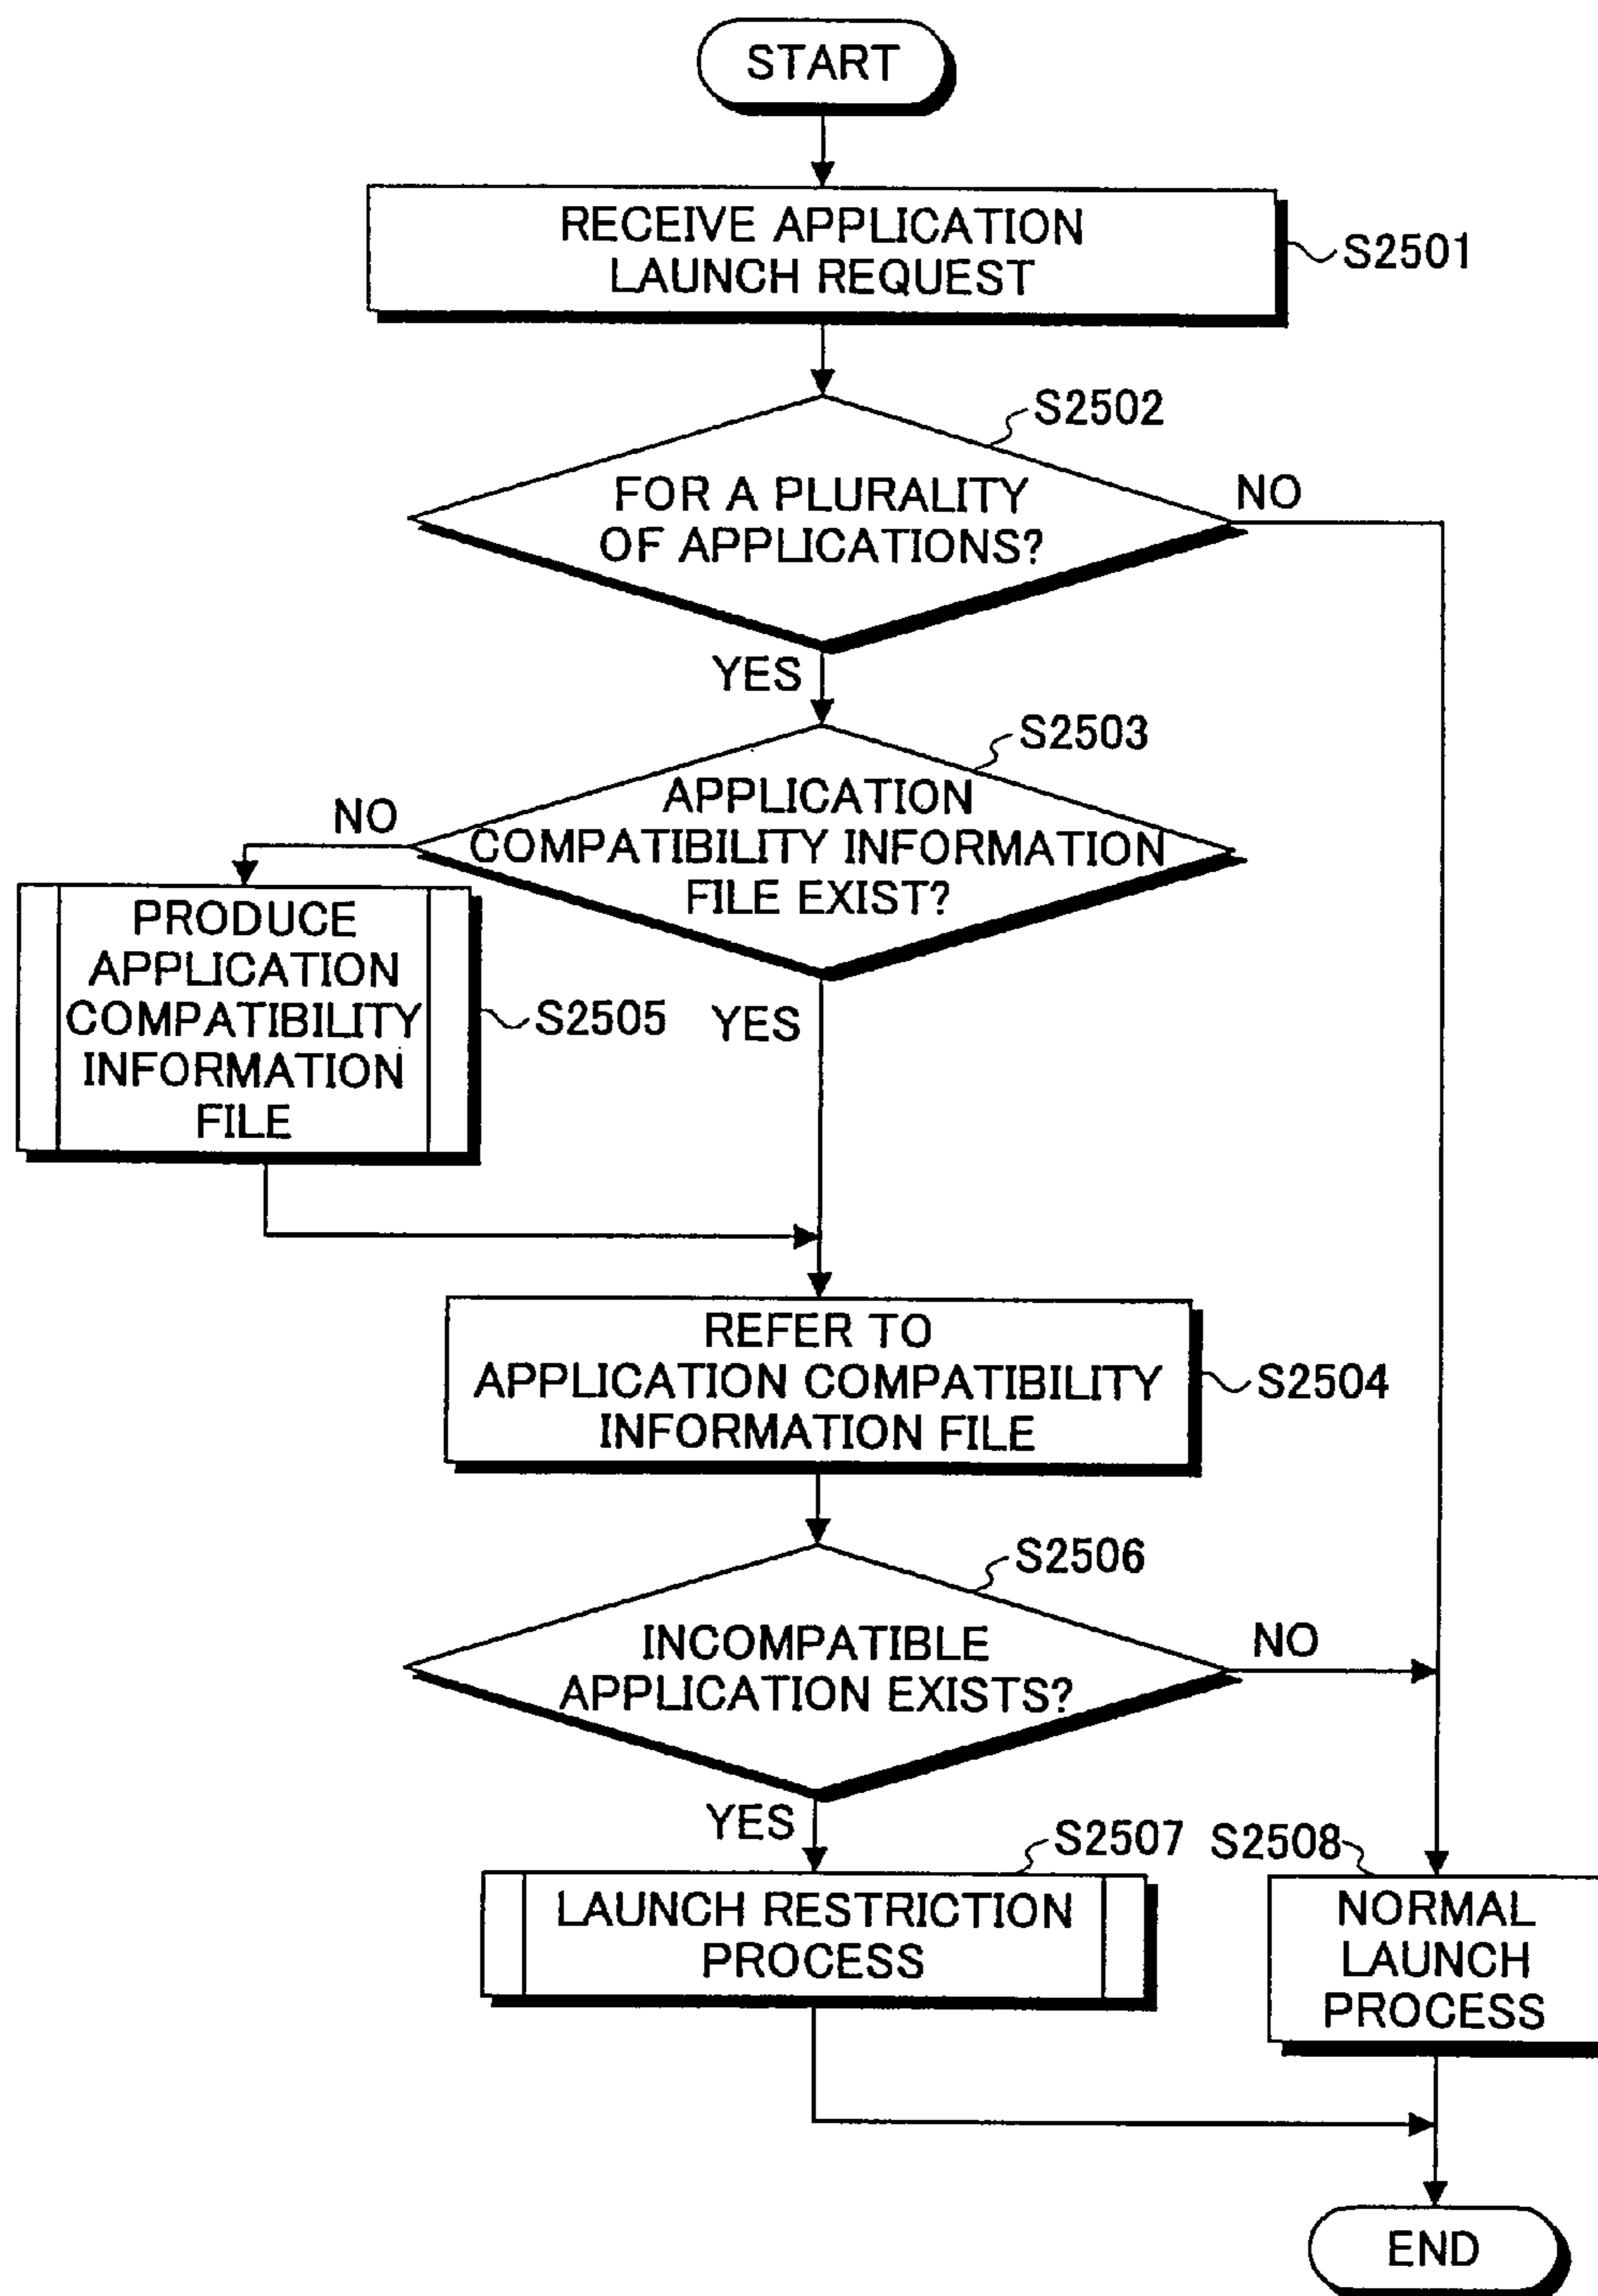 START
RECEIVE APPLICATION
LAUNCH REQUEST
S2501
S2502
FOR A PLURALITY
OF APPLICATIONS?
NO
YES
S2503
APPLICATION
COMPATIBILITY INFORMATION
FILE EXIST?
NO
YES
PRODUCE
APPLICATION
COMPATIBILITY
INFORMATION
FILE
S2505
REFER TO
APPLICATION COMPATIBILITY
INFORMATION FILE
S2504
S2506
INCOMPATIBLE
APPLICATION EXISTS?
NO
YES
S2507
LAUNCH RESTRICTION
PROCESS
S2508
NORMAL
LAUNCH
PROCESS
END